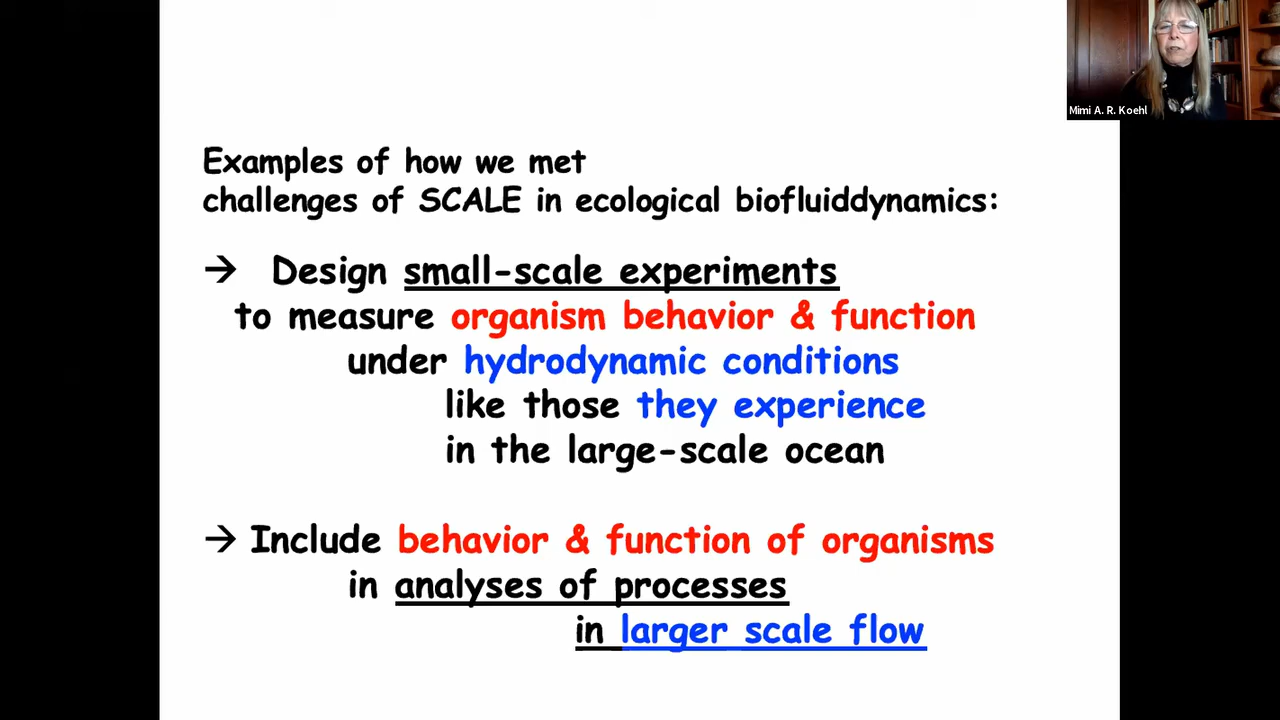 Mimi A. R. Koehl
Examples of how we met
challenges of SCALE in ecological biofluiddynamics:
→ Design small-scale experiments
to measure organism behavior & function
under hydrodynamic conditions
like those they experience
in the large-scale ocean
→ Include behavior & function of organisms
in analyses of processes
in larger scale flow